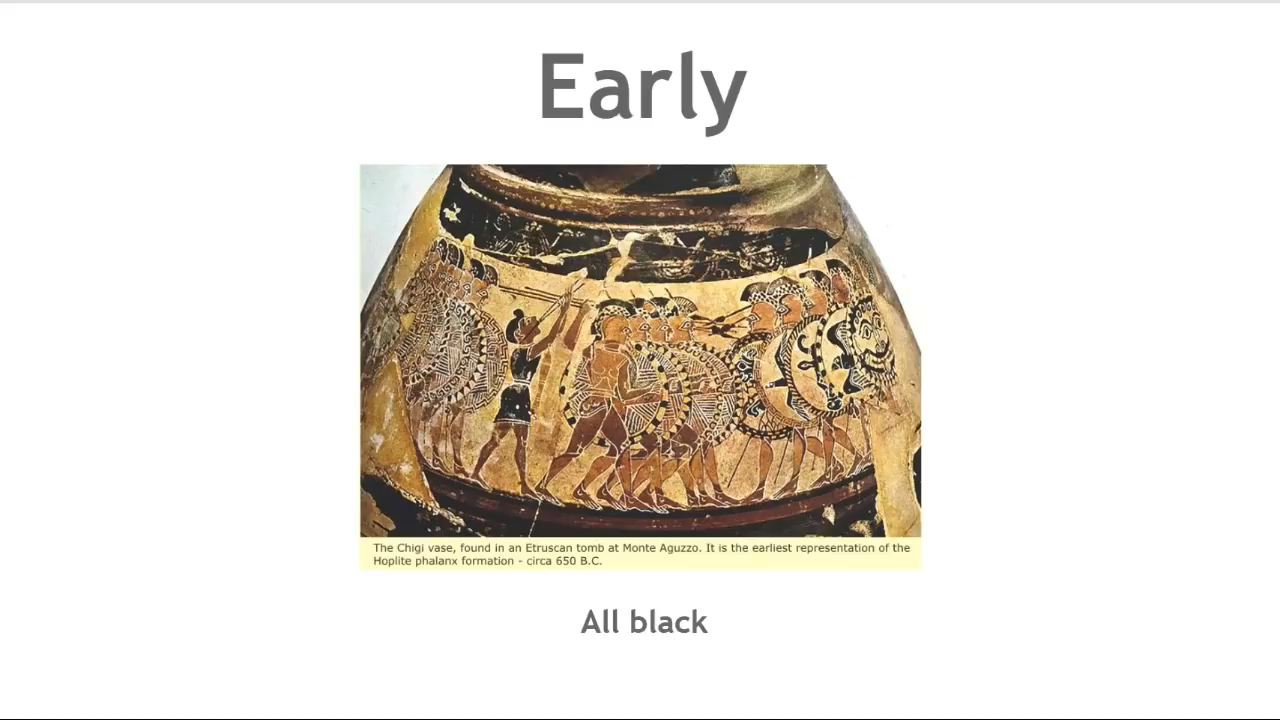 Early
The Chigi vase, found in an Etruscan tomb at Monte Aguzzo. It is the earliest representation of the
Hoplite phalanx formation - circa 650 B.C.
All black